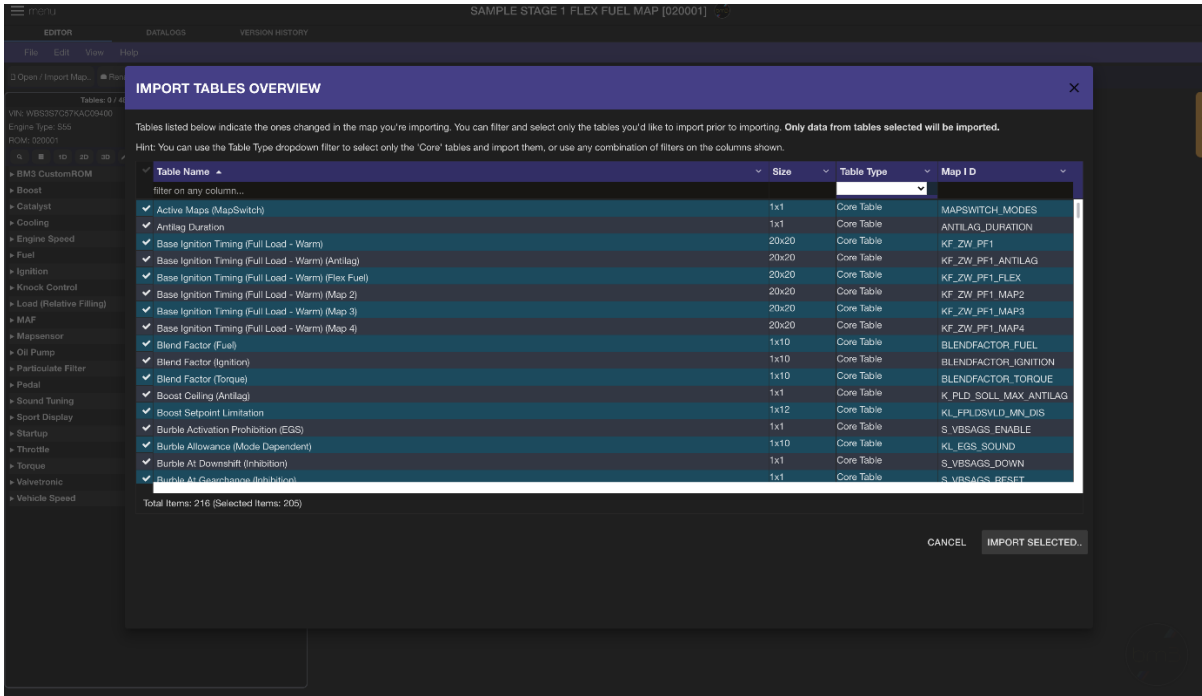 menu
SAMPLE STAGE 1 FLEX FUEL MAP [020001]
EDITOR DATALOGS VERSION HISTORY
File Edit View Help
Open / Import Map..
Tables: 0 /
VIN: WBS3S7C57KAC09400
Engine Type: S55
ROM: 020001
1D 2D 3D
BM3 CustomROM
Boost
Catalyst
Cooling
Engine Speed
Fuel
Ignition
Knock Control
Load (Relative Filling)
MAF
Mapsensor
Oil Pump
Particulate Filter
Pedal
Sound Tuning
Sport Display
Startup
Throttle
Torque
Valvetronic
Vehicle Speed
IMPORT TABLES OVERVIEW
Tables listed below indicate the ones changed in the map you're importing. You can filter and select only the tables you'd like to import prior to importing. Only data from tables selected will be imported.
Hint: You can use the Table Type dropdown filter to select only the 'Core' tables and import them, or use any combination of filters on the columns shown.
Table Name Size Table Type Map I D
filter on any column...
Active Maps (MapSwitch) 1x1 Core Table MAPSWITCH_MODES
Antilag Duration 1x1 Core Table ANTILAG_DURATION
Base Ignition Timing (Full Load - Warm) 20x20 Core Table KF_ZW_PF1
Base Ignition Timing (Full Load - Warm) (Antilag) 20x20 Core Table KF_ZW_PF1_ANTILAG
Base Ignition Timing (Full Load - Warm) (Flex Fuel) 20x20 Core Table KF_ZW_PF1_FLEX
Base Ignition Timing (Full Load - Warm) (Map 2) 20x20 Core Table KF_ZW_PF1_MAP2
Base Ignition Timing (Full Load - Warm) (Map 3) 20x20 Core Table KF_ZW_PF1_MAP3
Base Ignition Timing (Full Load - Warm) (Map 4) 20x20 Core Table KF_ZW_PF1_MAP4
Blend Factor (Fuel) 1x10 Core Table BLENDFACTOR_FUEL
Blend Factor (Ignition) 1x10 Core Table BLENDFACTOR_IGNITION
Blend Factor (Torque) 1x10 Core Table BLENDFACTOR_TORQUE
Boost Ceiling (Antilag) 1x1 Core Table K_PLD_SOLL_MAX_ANTILAG
Boost Setpoint Limitation 1x12 Core Table KL_FPLDSVLD_MN_DIS
Burble Activation Prohibition (EGS) 1x1 Core Table S_VBSAGS_ENABLE
Burble Allowance (Mode Dependent) 1x10 Core Table KL_EGS_SOUND
Burble At Downshift (Inhibition) 1x1 Core Table S_VBSAGS_DOWN
Burble At Gearchange (Inhibition) 1x1 Core Table S_VBSAGS_RESET
Total Items: 216 (Selected Items: 205)
CANCEL IMPORT SELECTED..